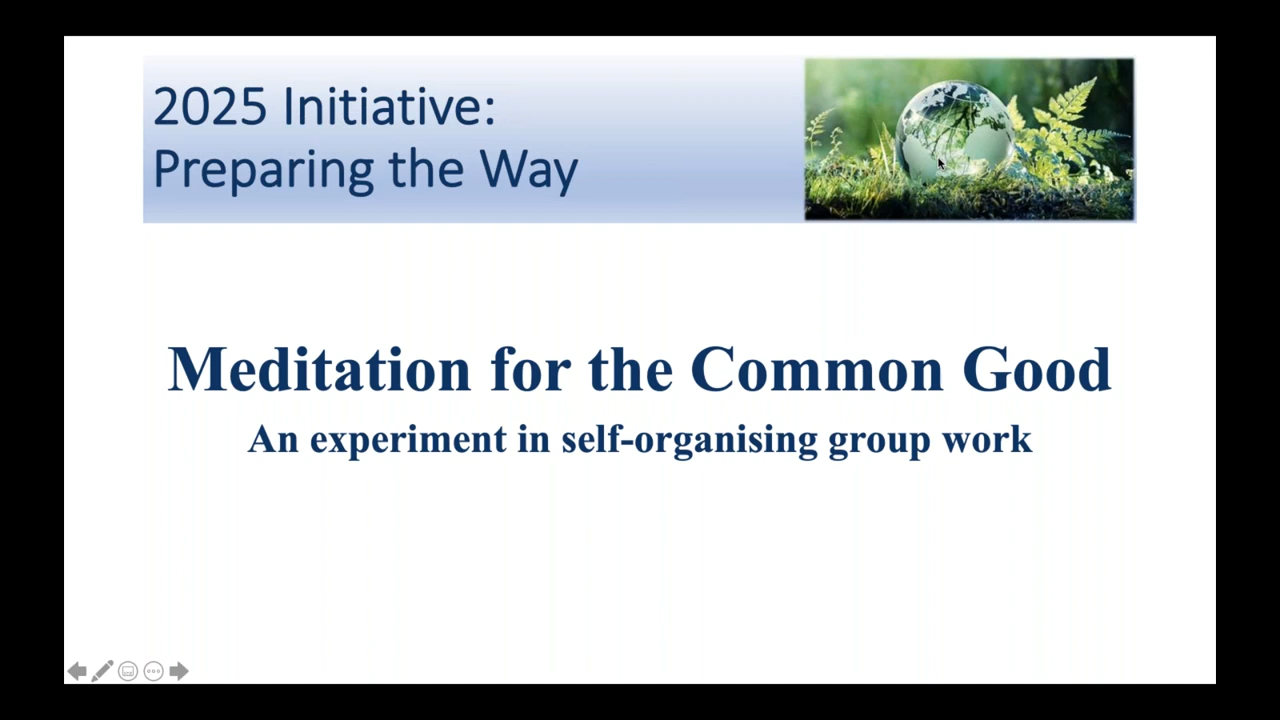 2025 Initiative:
Preparing the Way
Meditation for the Common Good
An experiment in self-organising group work